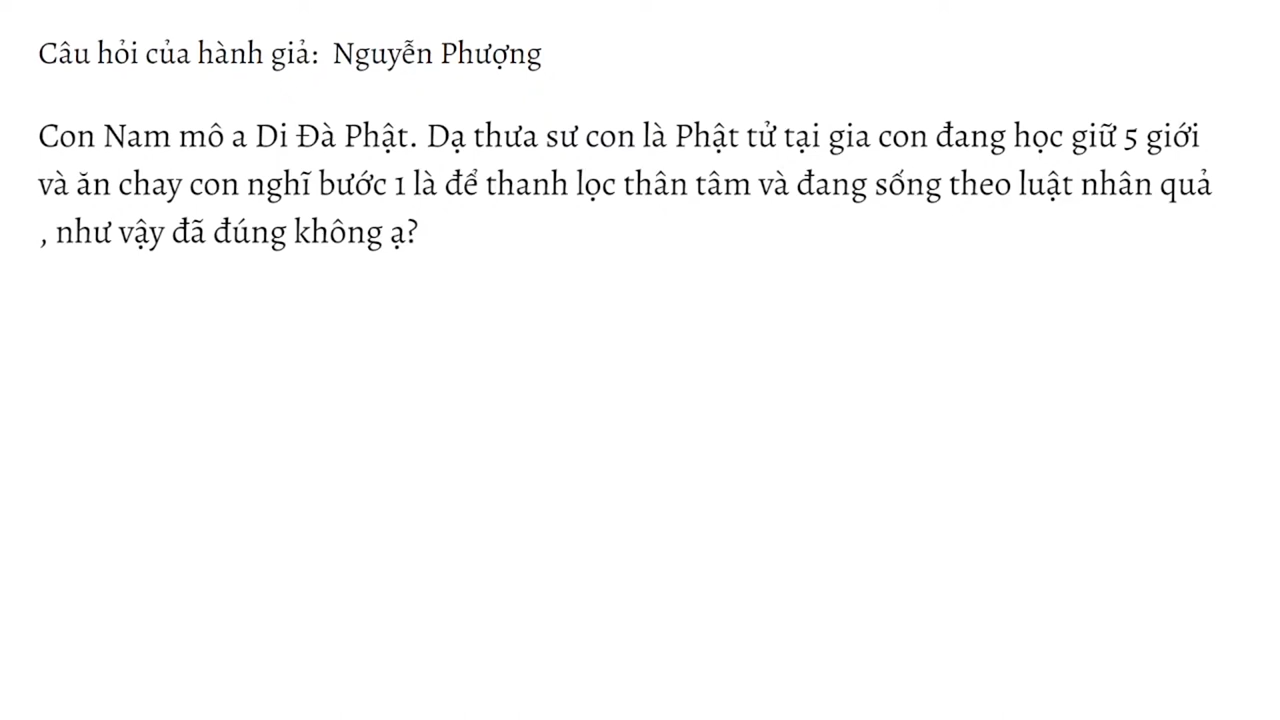 Câu hỏi của hành giả: Nguyễn Phượng
Con Nam mô a Di Đà Phật. Dạ thưa sư con là Phật tử tại gia con đang học giữ 5 giới
và ăn chay con nghĩ bước 1 là để thanh lọc thân tâm và đang sống theo luật nhân quả
, như vậy đã đúng không ạ?